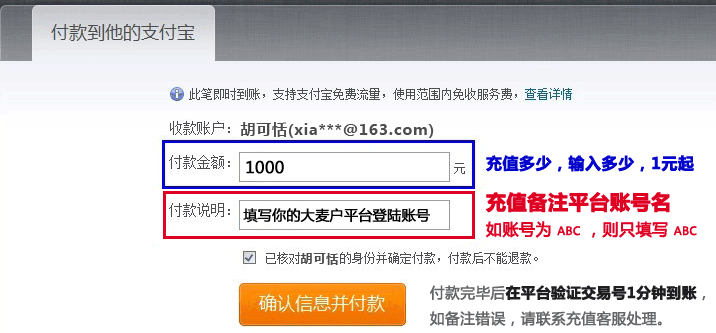 付款到他的支付宝
此笔即时到账，支持支付宝免费流量，使用范围内免收服务费，查看详情
收款账户：胡可恬(xia***@163.com)
付款金额：1000 元 充值多少，输入多少，1元起
充值备注平台账号名
付款说明：填写你的大麦户平台登陆账号
如账号为 ABC ，则只填写 ABC
已核对胡可恬的身份并确定付款，付款后不能退款。
确认信息并付款
付款完毕后在平台验证交易号1分钟到账，
如备注错误，请联系充值客服处理。